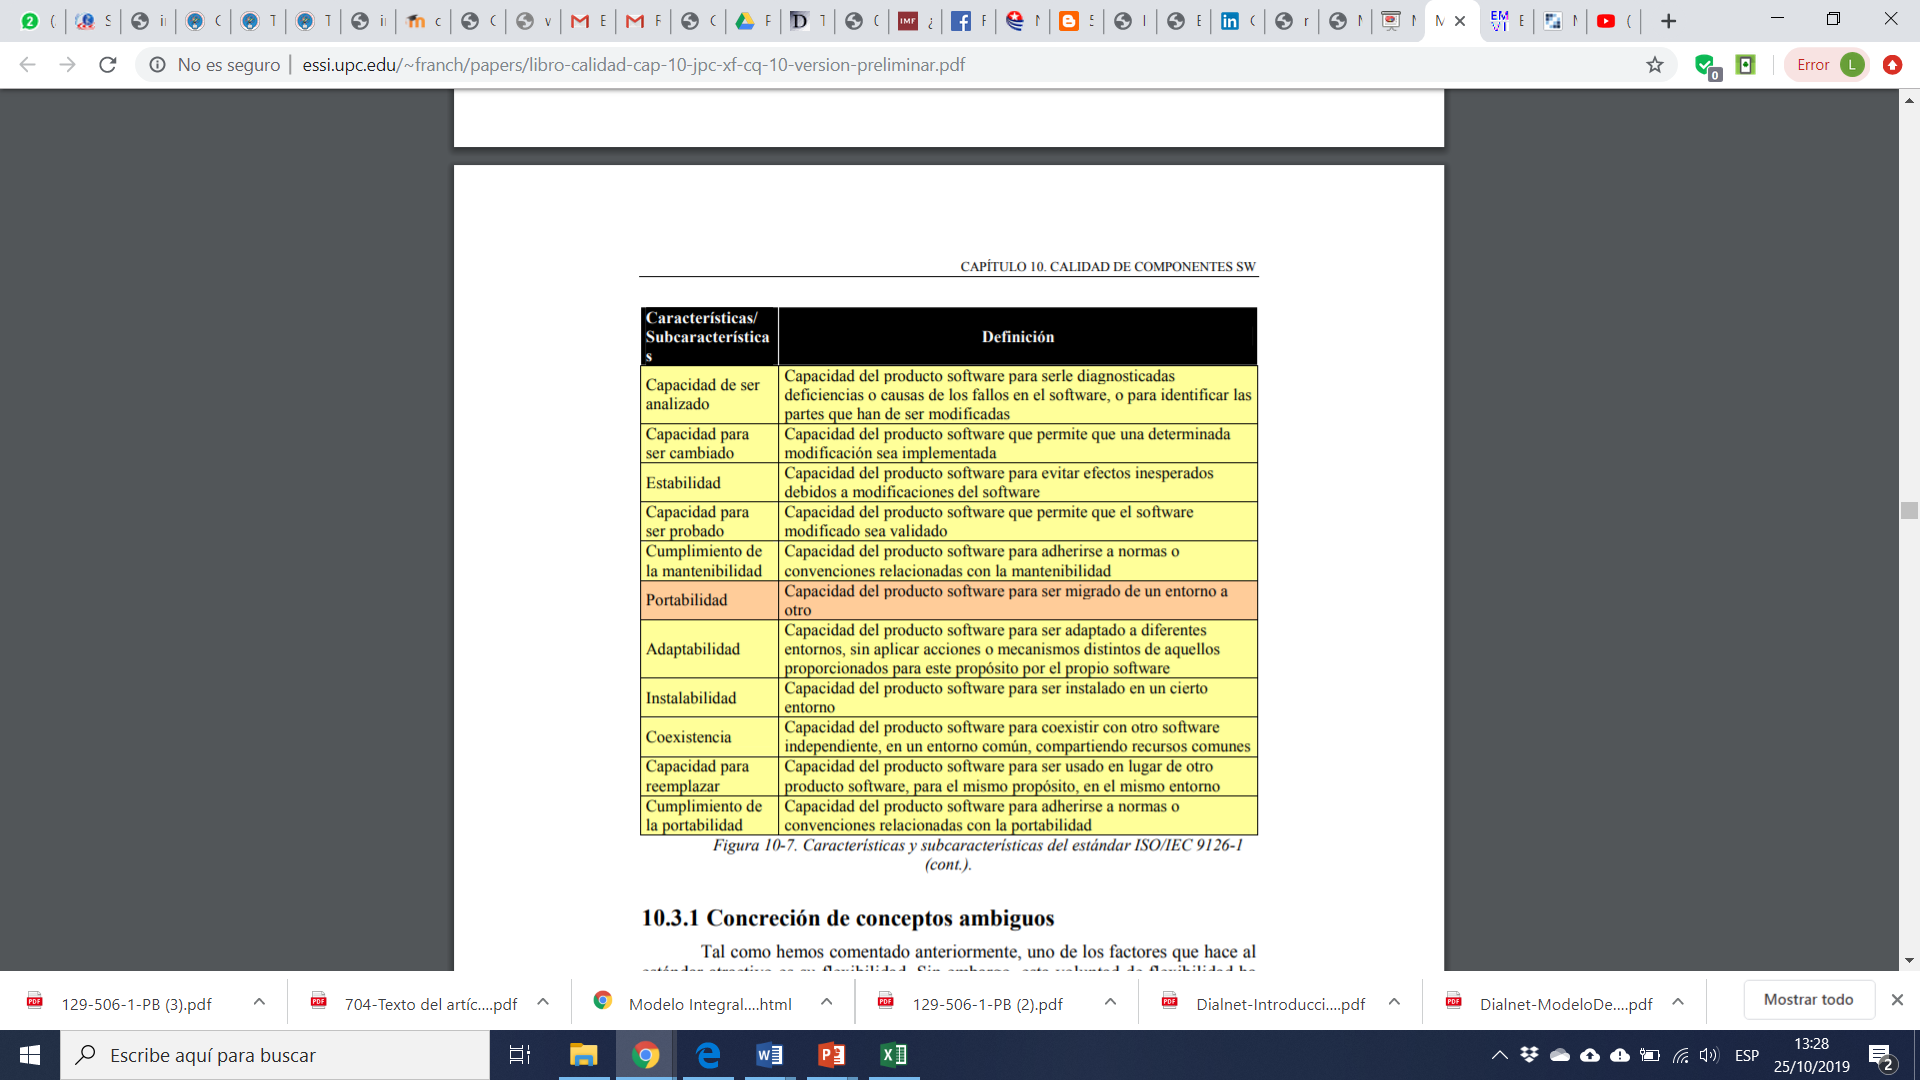 No es seguro | essi.upc.edu/~franch/papers/libro-calidad-cap-10-jpc-xf-cq-10-version-preliminar.pdf
0
Error L
CAPÍTULO 10. CALIDAD DE COMPONENTES SW
Características/
Subcaracterística
s
Definición
Capacidad de ser
analizado
Capacidad del producto software para serle diagnosticadas
deficiencias o causas de los fallos en el software, o para identificar las
partes que han de ser modificadas
Capacidad para
ser cambiado
Capacidad del producto software que permite que una determinada
modificación sea implementada
Estabilidad
Capacidad del producto software para evitar efectos inesperados
debidos a modificaciones del software
Capacidad para
ser probado
Capacidad del producto software que permite que el software
modificado sea validado
Cumplimiento de
la mantenibilidad
Capacidad del producto software para adherirse a normas o
convenciones relacionadas con la mantenibilidad
Portabilidad
Capacidad del producto software para ser migrado de un entorno a
otro
Adaptabilidad
Capacidad del producto software para ser adaptado a diferentes
entornos, sin aplicar acciones o mecanismos distintos de aquellos
proporcionados para este propósito por el propio software
Instalabilidad
Capacidad del producto software para ser instalado en un cierto
entorno
Coexistencia
Capacidad del producto software para coexistir con otro software
independiente, en un entorno común, compartiendo recursos comunes
Capacidad para
reemplazar
Capacidad del producto software para ser usado en lugar de otro
producto software, para el mismo propósito, en el mismo entorno
Cumplimiento de
la portabilidad
Capacidad del producto software para adherirse a normas o
convenciones relacionadas con la portabilidad
Figura 10-7. Características y subcaracterísticas del estándar ISO/IEC 9126-1
(cont.).
10.3.1 Concreción de conceptos ambiguos
Tal como hemos comentado anteriormente, uno de los factores que hace al
129-506-1-PB (3).pdf
704-Texto del artíc....pdf
Modelo Integral....html
129-506-1-PB (2).pdf
Dialnet-Introducci....pdf
Dialnet-ModeloDe....pdf
Mostrar todo
Escribe aquí para buscar
ESP
13:28
25/10/2019
2